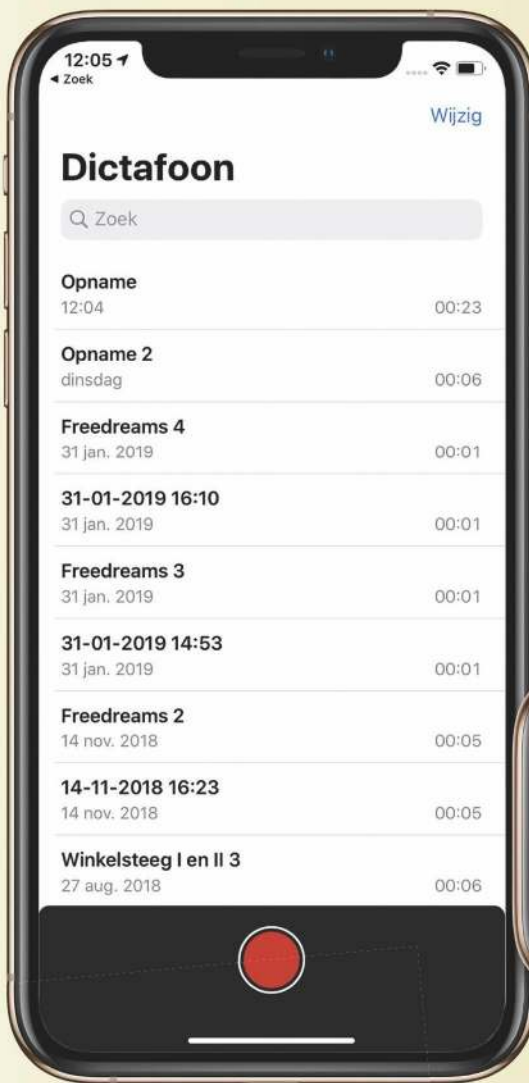 12:05
◀ Zoek
Wijzig
Dictafoon
Zoek
Opname
12:04 00:23
Opname 2
dinsdag 00:06
Freedreams 4
31 jan. 2019 00:01
31-01-2019 16:10
31 jan. 2019 00:01
Freedreams 3
31 jan. 2019 00:01
31-01-2019 14:53
31 jan. 2019 00:01
Freedreams 2
14 nov. 2018 00:05
14-11-2018 16:23
14 nov. 2018 00:05
Winkelsteeg I en II 3
27 aug. 2018 00:06